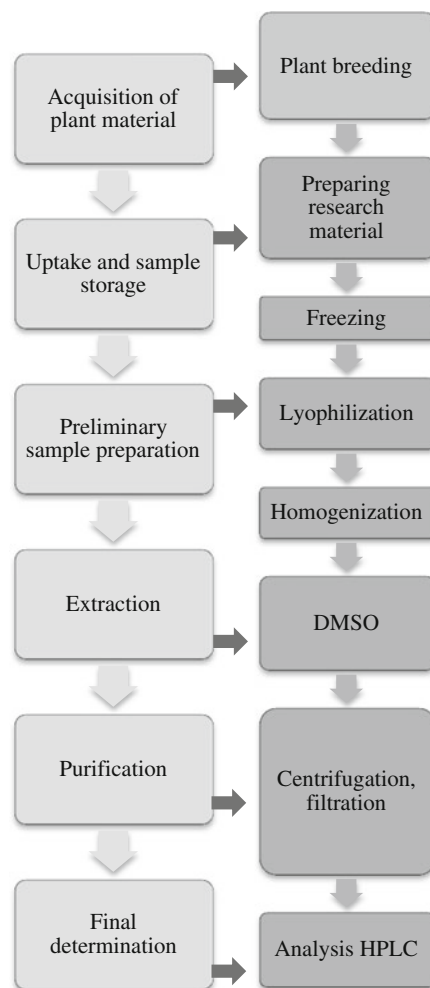 Acquisition of
plant material
Plant breeding
Uptake and sample
storage
Preparing
research
material
Freezing
Preliminary
sample preparation
Lyophilization
Homogenization
Extraction
DMSO
Purification
Centrifugation,
filtration
Final
determination
Analysis HPLC